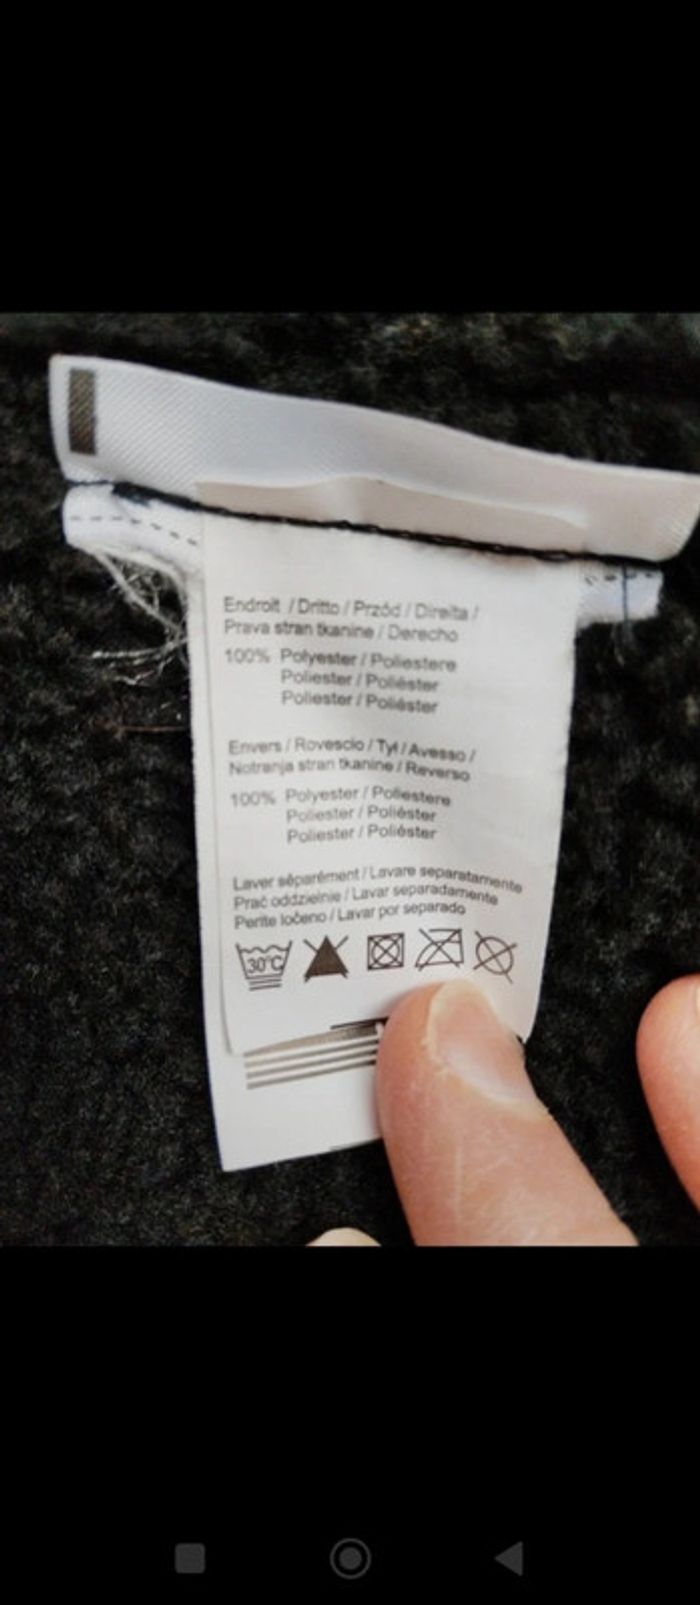 Endroit / Dritto / Przód / Direita /
Prava stran tkanine / Derecho
100% Polyester / Poliestere
Poliester / Poliéster
Poliester / Poliéster
Envers / Rovescio / Tył / Avesso /
Notranja stran tkanine / Reverso
100% Polyester / Poliestere
Poliester / Poliéster
Poliester / Poliéster
Laver séparément / Lavare separatamente
Prać oddzielnie / Lavar separadamente
Perite ločeno / Lavar por separado
30°C